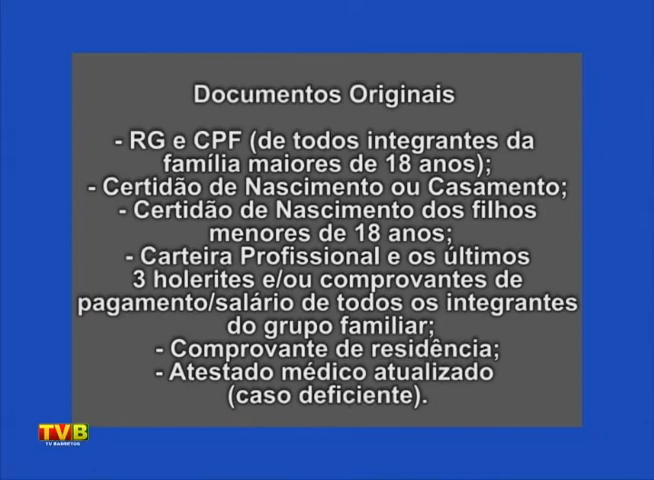 Documentos Originais
- RG e CPF (de todos integrantes da
família maiores de 18 anos);
- Certidão de Nascimento ou Casamento;
- Certidão de Nascimento dos filhos
menores de 18 anos;
- Carteira Profissional e os últimos
3 holerites e/ou comprovantes de
pagamento/salário de todos os integrantes
do grupo familiar;
- Comprovante de residência;
- Atestado médico atualizado
(caso deficiente).
TVB
TV BARRETOS